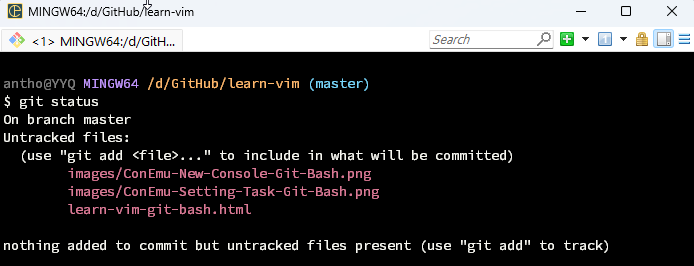 MINGW64:/d/GitHub/learn-vim
<1> MINGW64:/d/GitH...
Search
antho@YYQ MINGW64 /d/GitHub/learn-vim (master)
$ git status
On branch master
Untracked files:
  (use "git add <file>..." to include in what will be committed)
        images/ConEmu-New-Console-Git-Bash.png
        images/ConEmu-Setting-Task-Git-Bash.png
        learn-vim-git-bash.html
nothing added to commit but untracked files present (use "git add" to track)